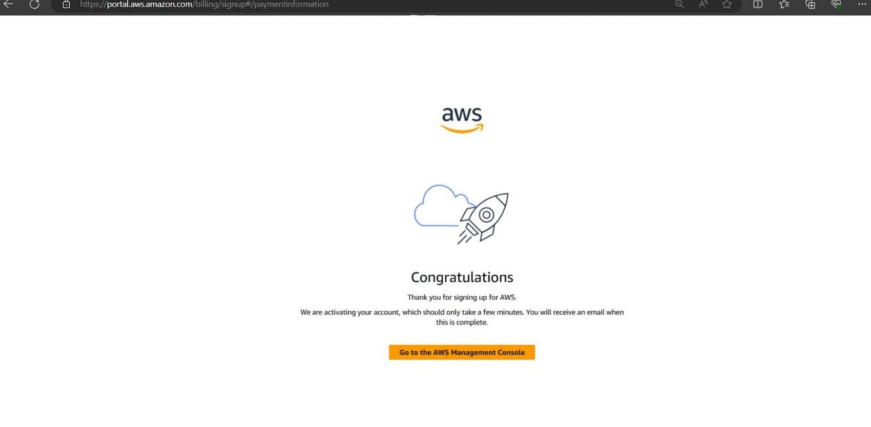 https://portal.aws.amazon.com/billing/signup#/paymentinformation
aws
Congratulations
Thank you for signing up for AWS.
We are activating your account, which should only take a few minutes. You will receive an email when
this is complete.
Go to the AWS Management Console